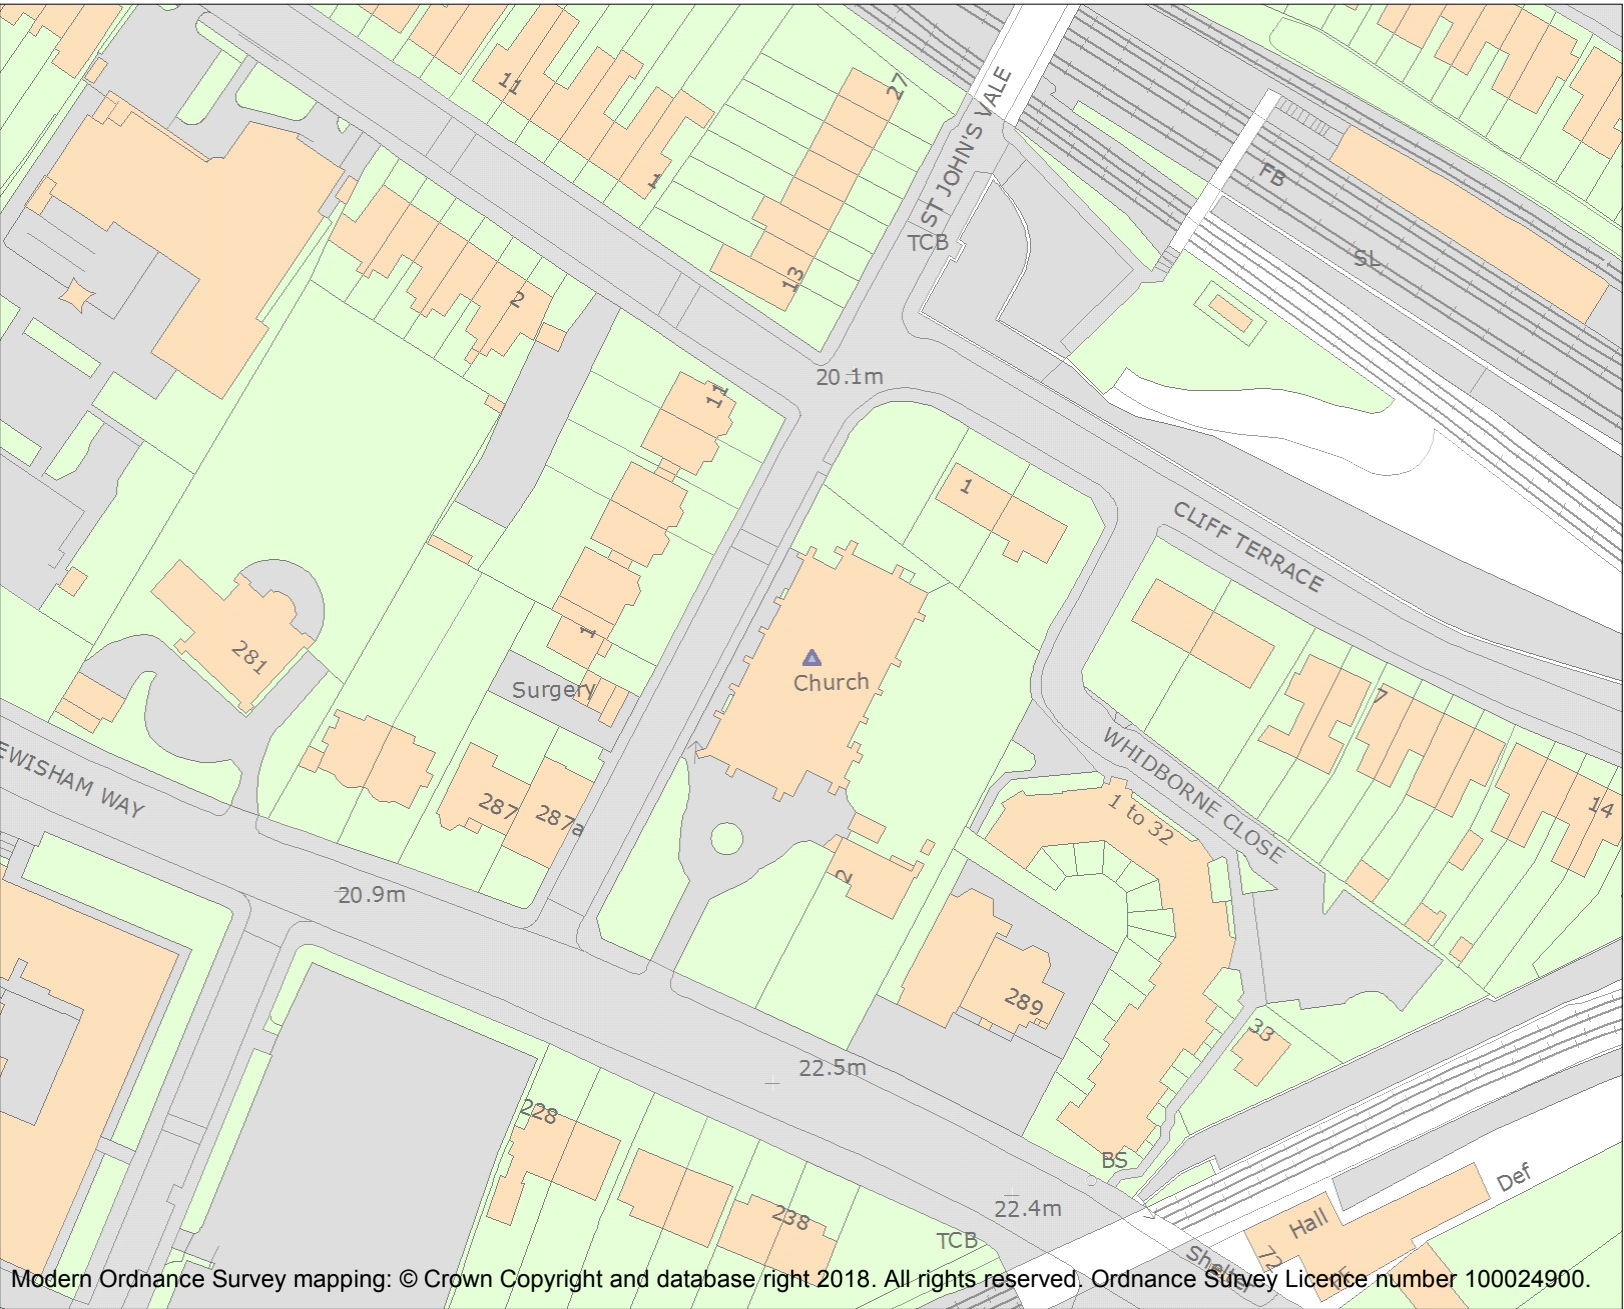 11
27
ST JOHN'S VALE
1
FB
TCB
SL
13
2
20.1m
11
1
CLIFF TERRACE
1
281
Church
Surgery
7
EWISHAM WAY
WHIDBORNE CLOSE
287
287a
1 to 32
14
2
20.9m
289
33
22.5m
228
BS
Def
22.4m
238
Hall
TCB
72
Shelter
Modern Ordnance Survey mapping: © Crown Copyright and database right 2018. All rights reserved. Ordnance Survey Licence number 100024900.